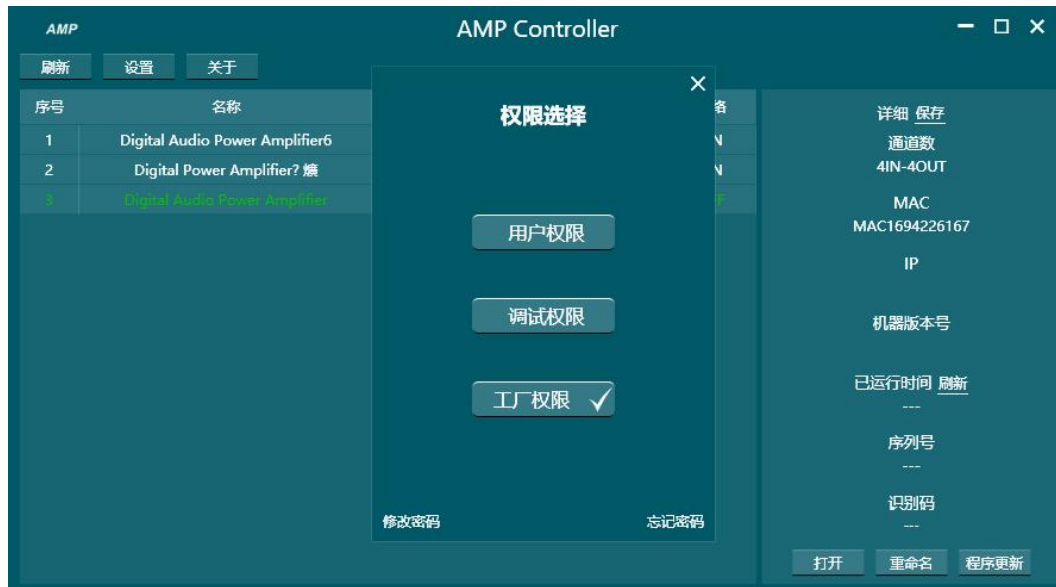 AMP
AMP Controller
刷新 设置 关于
序号 名称
1 Digital Audio Power Amplifier6
2 Digital Power Amplifier?
3 Digital Audio Power Amplifier
权限选择
用户权限
调试权限
工厂权限
修改密码 忘记密码
详细 保存
通道数
4IN-4OUT
MAC
MAC1694226167
IP
机器版本号
已运行时间 刷新
---
序列号
---
识别码
---
打开 重命名 程序更新